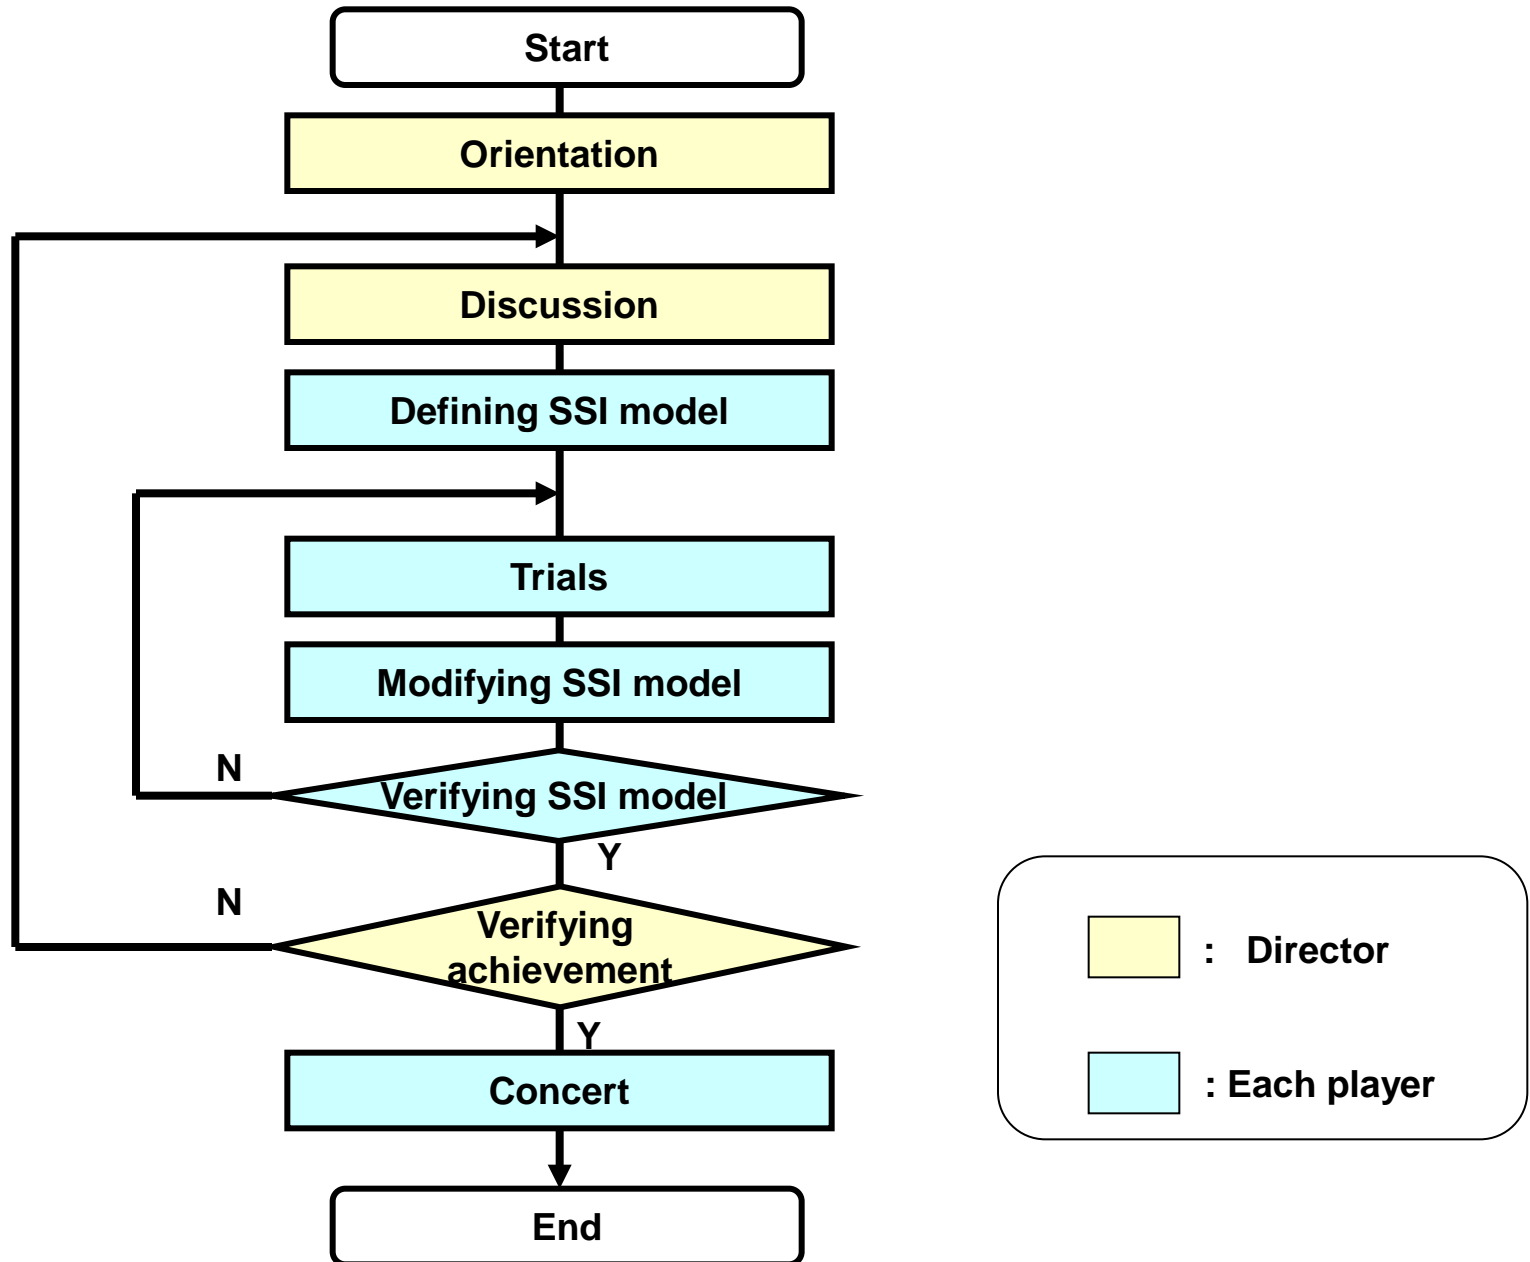 Start
Orientation
Discussion
Defining SSI model
Trials
Modifying SSI model
N
Verifying SSI model
Y
N
Verifying
achievement
Y
Concert
End
: Director
: Each player